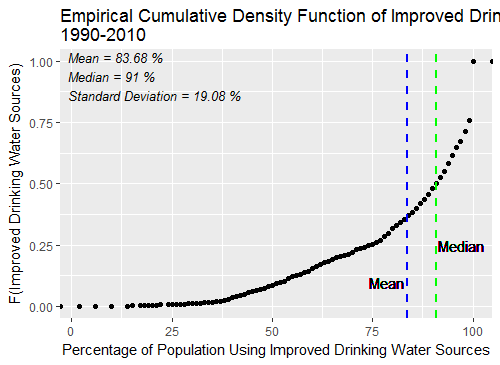 Empirical Cumulative Density Function of Improved Drin
1990-2010
Mean = 83.68 %
Median = 91 %
Standard Deviation = 19.08 %
F(Improved Drinking Water Sources)
1.00
0.75
0.50
0.25
0.00
Median
Mean
0
25
50
75
100
Percentage of Population Using Improved Drinking Water Sources